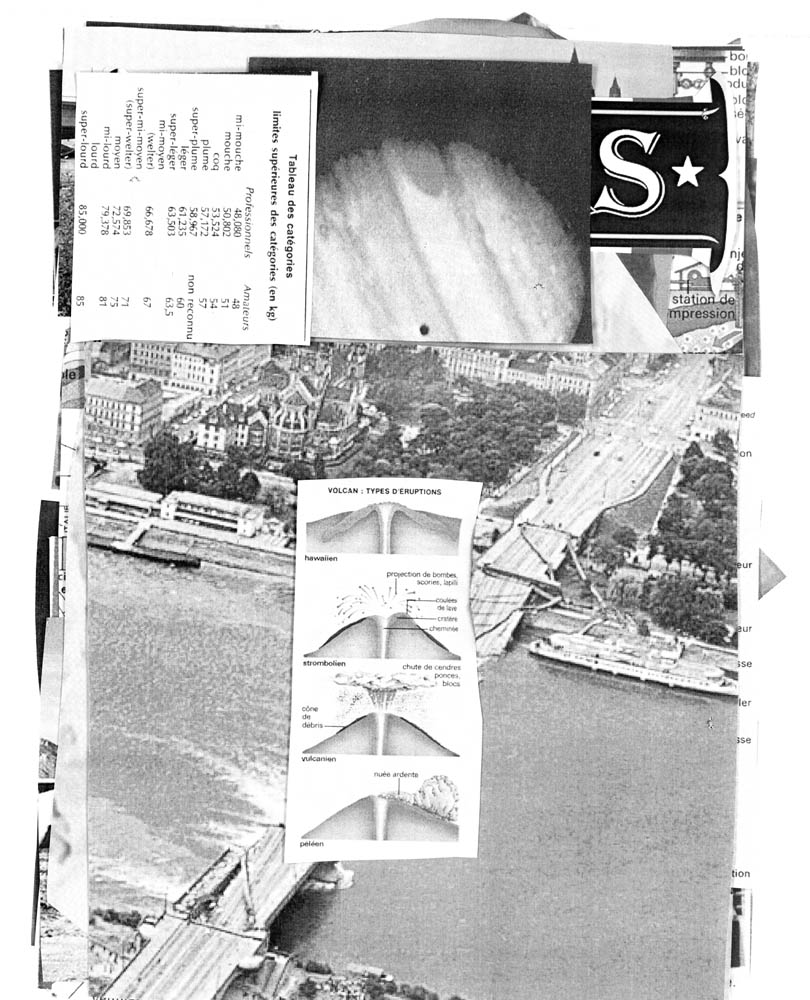 Tableau des catégories
limites supérieures des catégories (en kg)
Professionnels Amateurs
mi-mouche 48,080 48
mouche 50,802 51
coq 53,524 54
plume 57,172 57
super-plume 58,967 non reconnu
léger 61,235 60
super-léger 63,503 63,5
mi-moyen
(welter) 66,678 67
super-mi-moyen
(super-welter) 69,853 71
moyen 72,574 75
mi-lourd 79,378 81
lourd
super-lourd 85,000 85
S
station de
mpression
VOLCAN : TYPES D'ÉRUPTIONS
hawaiien
projection de bombes,
scories, lapili
coulées
de lave
cratère
cheminée
strombolien
chute de cendres
ponces,
blocs
cône
de
débris
vulcanien
nuée ardente
péléen
eed
on
eur
eur
sse
ler
sse
tion